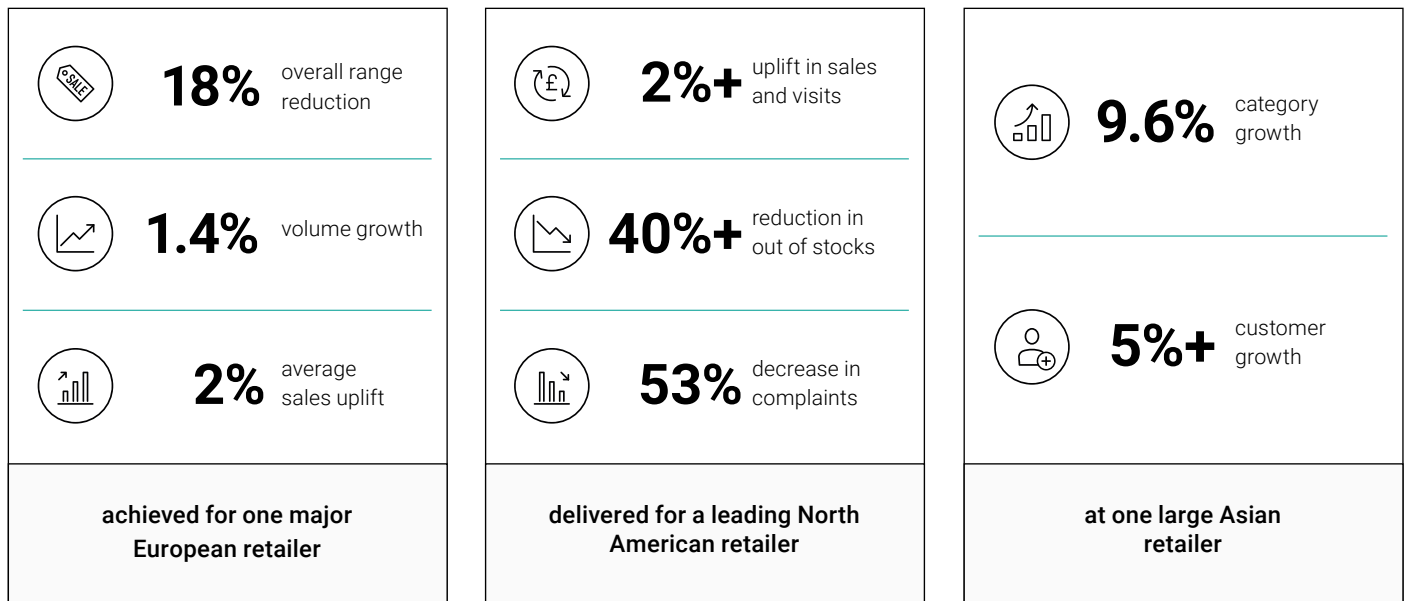 SALE
18%
overall range
reduction
1.4%
volume growth
2%
average
sales uplift
achieved for one major
European retailer
£
2%+
uplift in sales
and visits
40%+
reduction in
out of stocks
53%
decrease in
complaints
delivered for a leading North
American retailer
9.6%
category
growth
5%+
customer
growth
at one large Asian
retailer